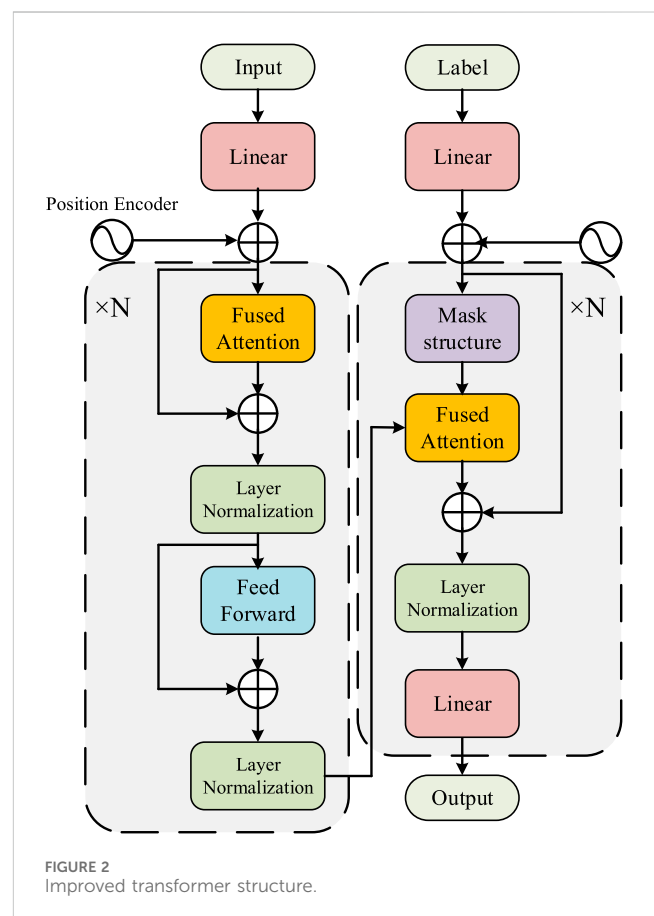 Input
Label
Linear
Linear
Position Encoder
×N
×N
Fused
Attention
Mask
structure
Fused
Attention
Layer
Normalization
Feed
Forward
Layer
Normalization
Linear
Layer
Normalization
Output
FIGURE 2
Improved transformer structure.